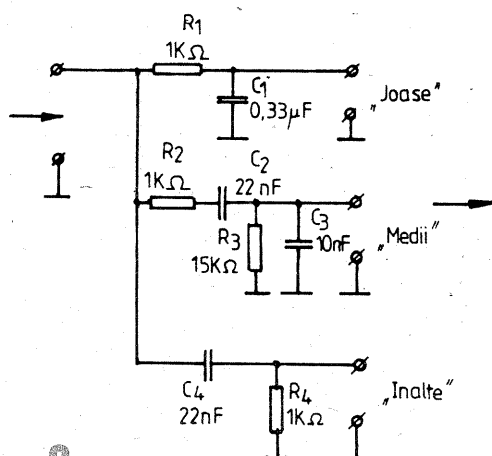 R1
1KΩ
C1
0,33µF
„Joase”
R2
1KΩ
C2
22nF
R3
15KΩ
C3
10nF
„Medii”
C4
22nF
R4
1KΩ
„Inalte”